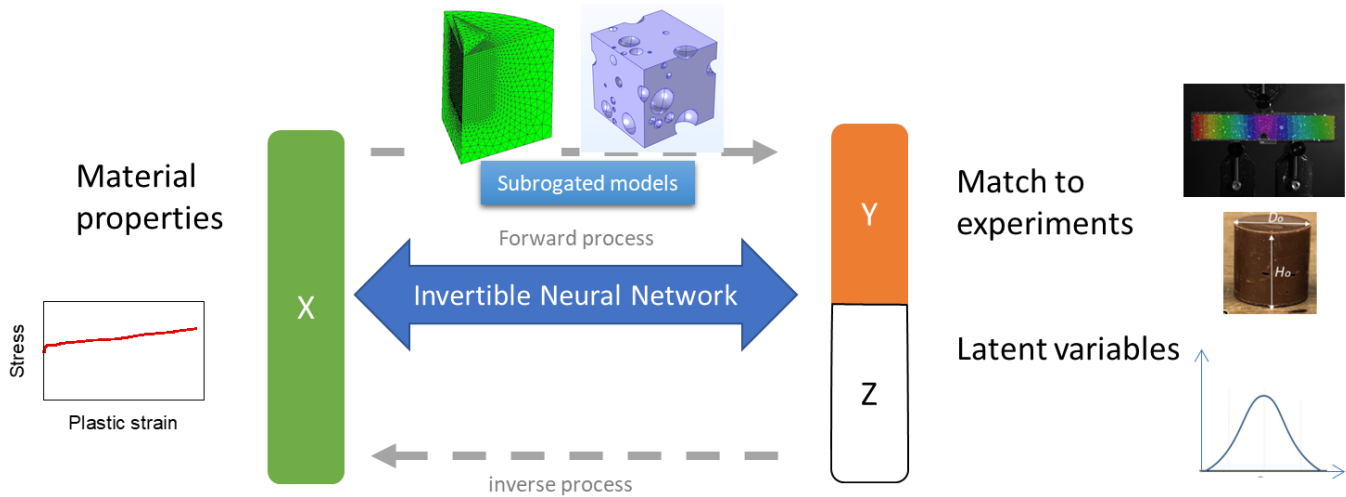 Material
properties
Stress
Plastic strain
X
Subrogated models
Forward process
Invertible Neural Network
inverse process
Y
Z
Match to
experiments
D₀
H₀
Latent variables